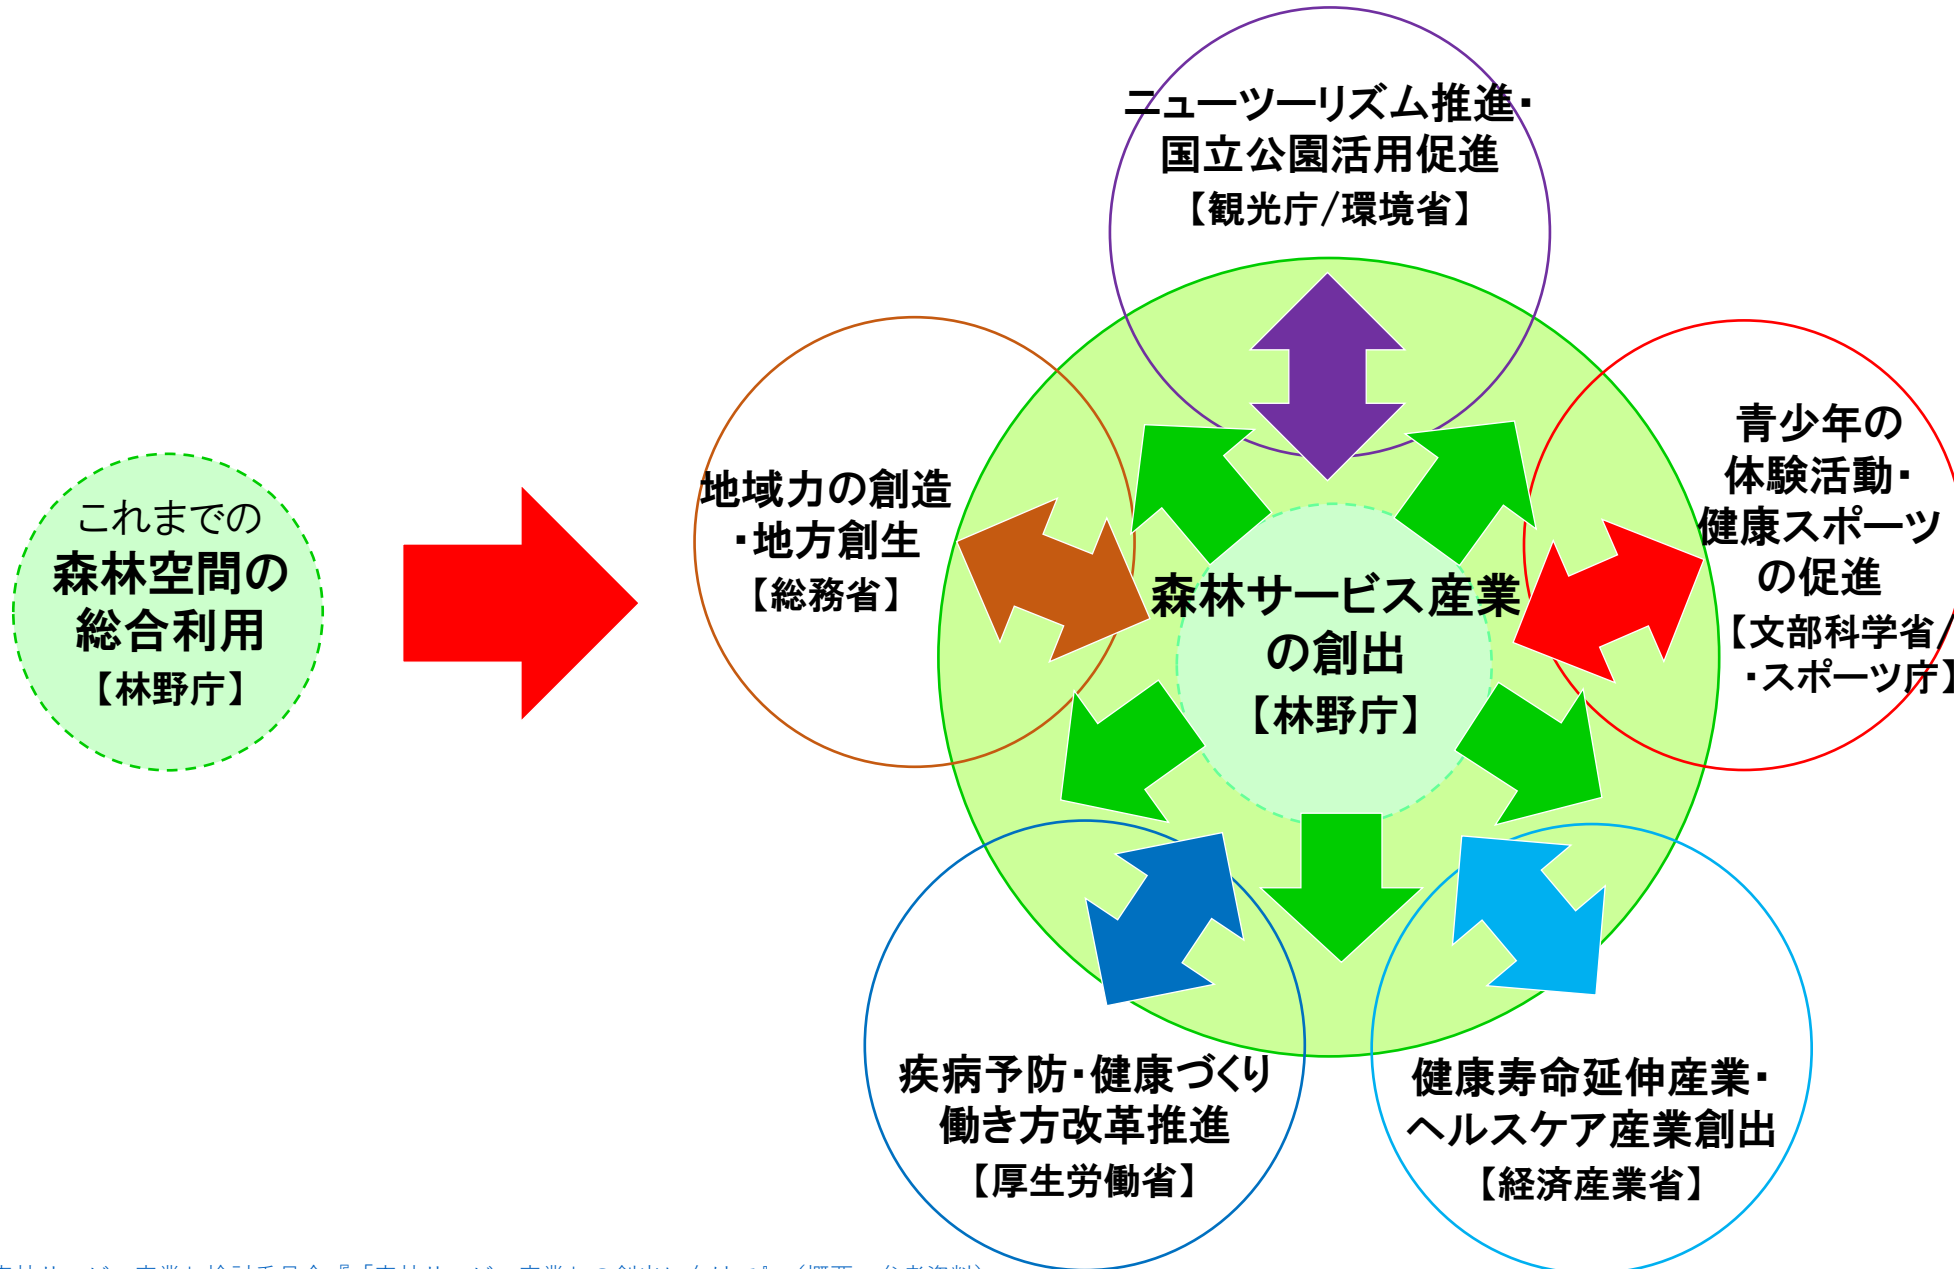 ニューツーリズム推進・
国立公園活用促進
【観光庁/環境省】
地域力の創造
・地方創生
【総務省】
青少年の
体験活動・
健康スポーツ
の促進
【文部科学省/
・スポーツ庁】
これまでの
森林空間の
総合利用
【林野庁】
森林サービス産業
の創出
【林野庁】
疾病予防・健康づくり
働き方改革推進
【厚生労働省】
健康寿命延伸産業・
ヘルスケア産業創出
【経済産業省】